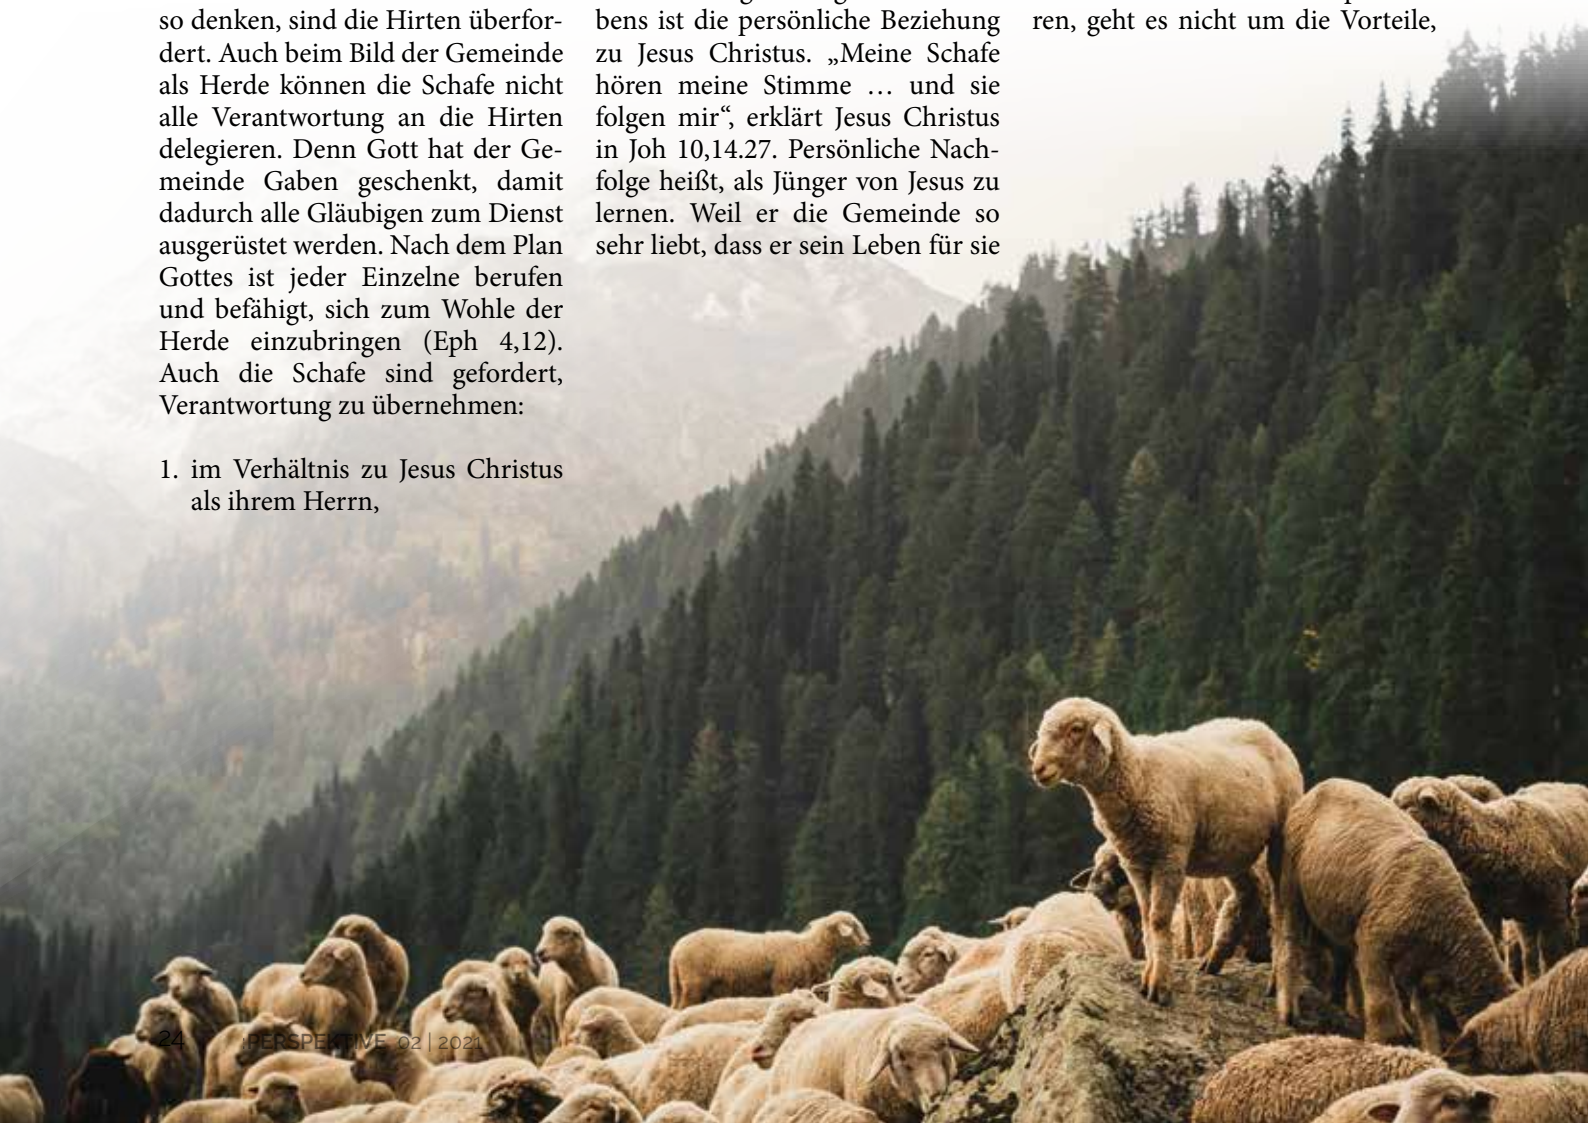 so denken, sind die Hirten überfor-
dert. Auch beim Bild der Gemeinde
als Herde können die Schafe nicht
alle Verantwortung an die Hirten
delegieren. Denn Gott hat der Ge-
meinde Gaben geschenkt, damit
dadurch alle Gläubigen zum Dienst
ausgerüstet werden. Nach dem Plan
Gottes ist jeder Einzelne berufen
und befähigt, sich zum Wohle der
Herde einzubringen (Eph 4,12).
Auch die Schafe sind gefordert,
Verantwortung zu übernehmen:
1. im Verhältnis zu Jesus Christus
als ihrem Herrn,
bens ist die persönliche Beziehung
zu Jesus Christus. „Meine Schafe
hören meine Stimme … und sie
folgen mir“, erklärt Jesus Christus
in Joh 10,14.27. Persönliche Nach-
folge heißt, als Jünger von Jesus zu
lernen. Weil er die Gemeinde so
sehr liebt, dass er sein Leben für sie
ren, geht es nicht um die Vorteile,
24 :PERSPEKTIVE 02 | 2021